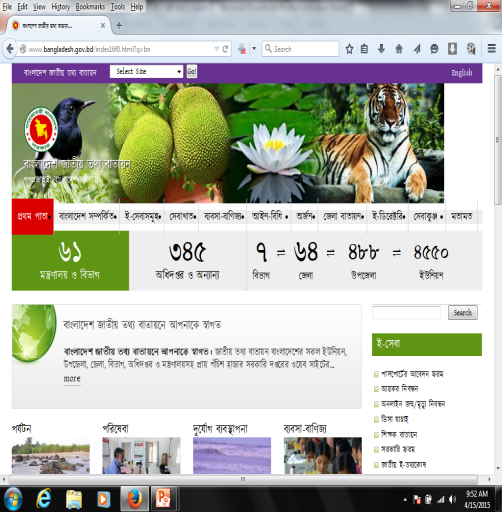 File Edit View History Bookmarks Tools Help
বাংলাদেশ জাতীয় তথ্য বাতায়ন...
www.bangladesh.gov.bd/
Search
বাংলাদেশ জাতীয় তথ্য বাতায়ন
Select Site
Go!
English
বাংলাদেশ জাতীয় তথ্য বাতায়ন
গণপ্রজাতন্ত্রী বাংলাদেশ সরকার
প্রথম পাতা বাংলাদেশ সম্পর্কিত ই-সেবাসমূহ সেবাখাত ব্যবসা-বাণিজ্য আইন-বিধি অর্জন জেলা বাতায়ন ই-ডিরেক্টরি সেবাকুঞ্জ মতামত
৬১ ৩৪৫ ৭ = ৬৪ = ৪৮৮ = ৪৫৫০
মন্ত্রণালয় ও বিভাগ অধিদপ্তর ও অন্যান্য বিভাগ জেলা উপজেলা ইউনিয়ন
বাংলাদেশ জাতীয় তথ্য বাতায়নে আপনাকে স্বাগত
বাংলাদেশ জাতীয় তথ্য বাতায়নে আপনাকে স্বাগত। জাতীয় তথ্য বাতায়ন বাংলাদেশের সকল ইউনিয়ন,
উপজেলা, জেলা, বিভাগ, অধিদপ্তর ও মন্ত্রণালয়সহ প্রায় পঁচিশ হাজার সরকারি দপ্তরের ওয়েব সাইটের...
more
Search
ই-সেবা
পাসপোর্টের আবেদন ফরম
আয়কর নিবন্ধন
অনলাইন জন্ম/মৃত্যু নিবন্ধন
ভিসা যাচাই
শিক্ষক বাতায়ন
সরকারি ফরম
জাতীয় ই-তথ্যকোষ
পর্যটন পরিষেবা দুর্যোগ ব্যবস্থাপনা ব্যবসা-বাণিজ্য
9:52 AM
4/15/2015